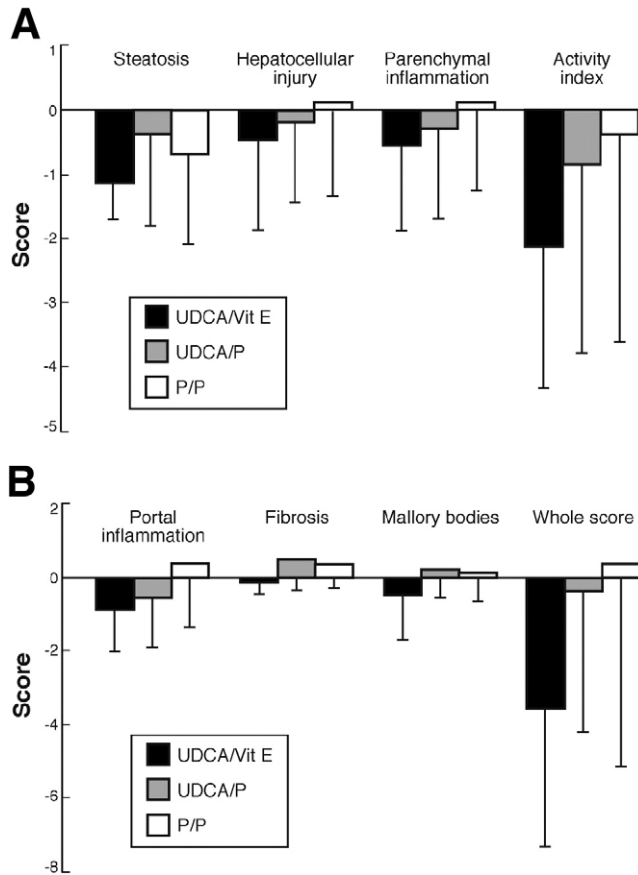 A
1
Steatosis
Hepatocellular
injury
Parenchymal
inflammation
Activity
index
0
-1
-2
-3
-4
-5
Score
UDCA/Vit E
UDCA/P
P/P
B
2
Portal
inflammation
Fibrosis
Mallory bodies
Whole score
0
-2
-4
-6
-8
Score
UDCA/Vit E
UDCA/P
P/P